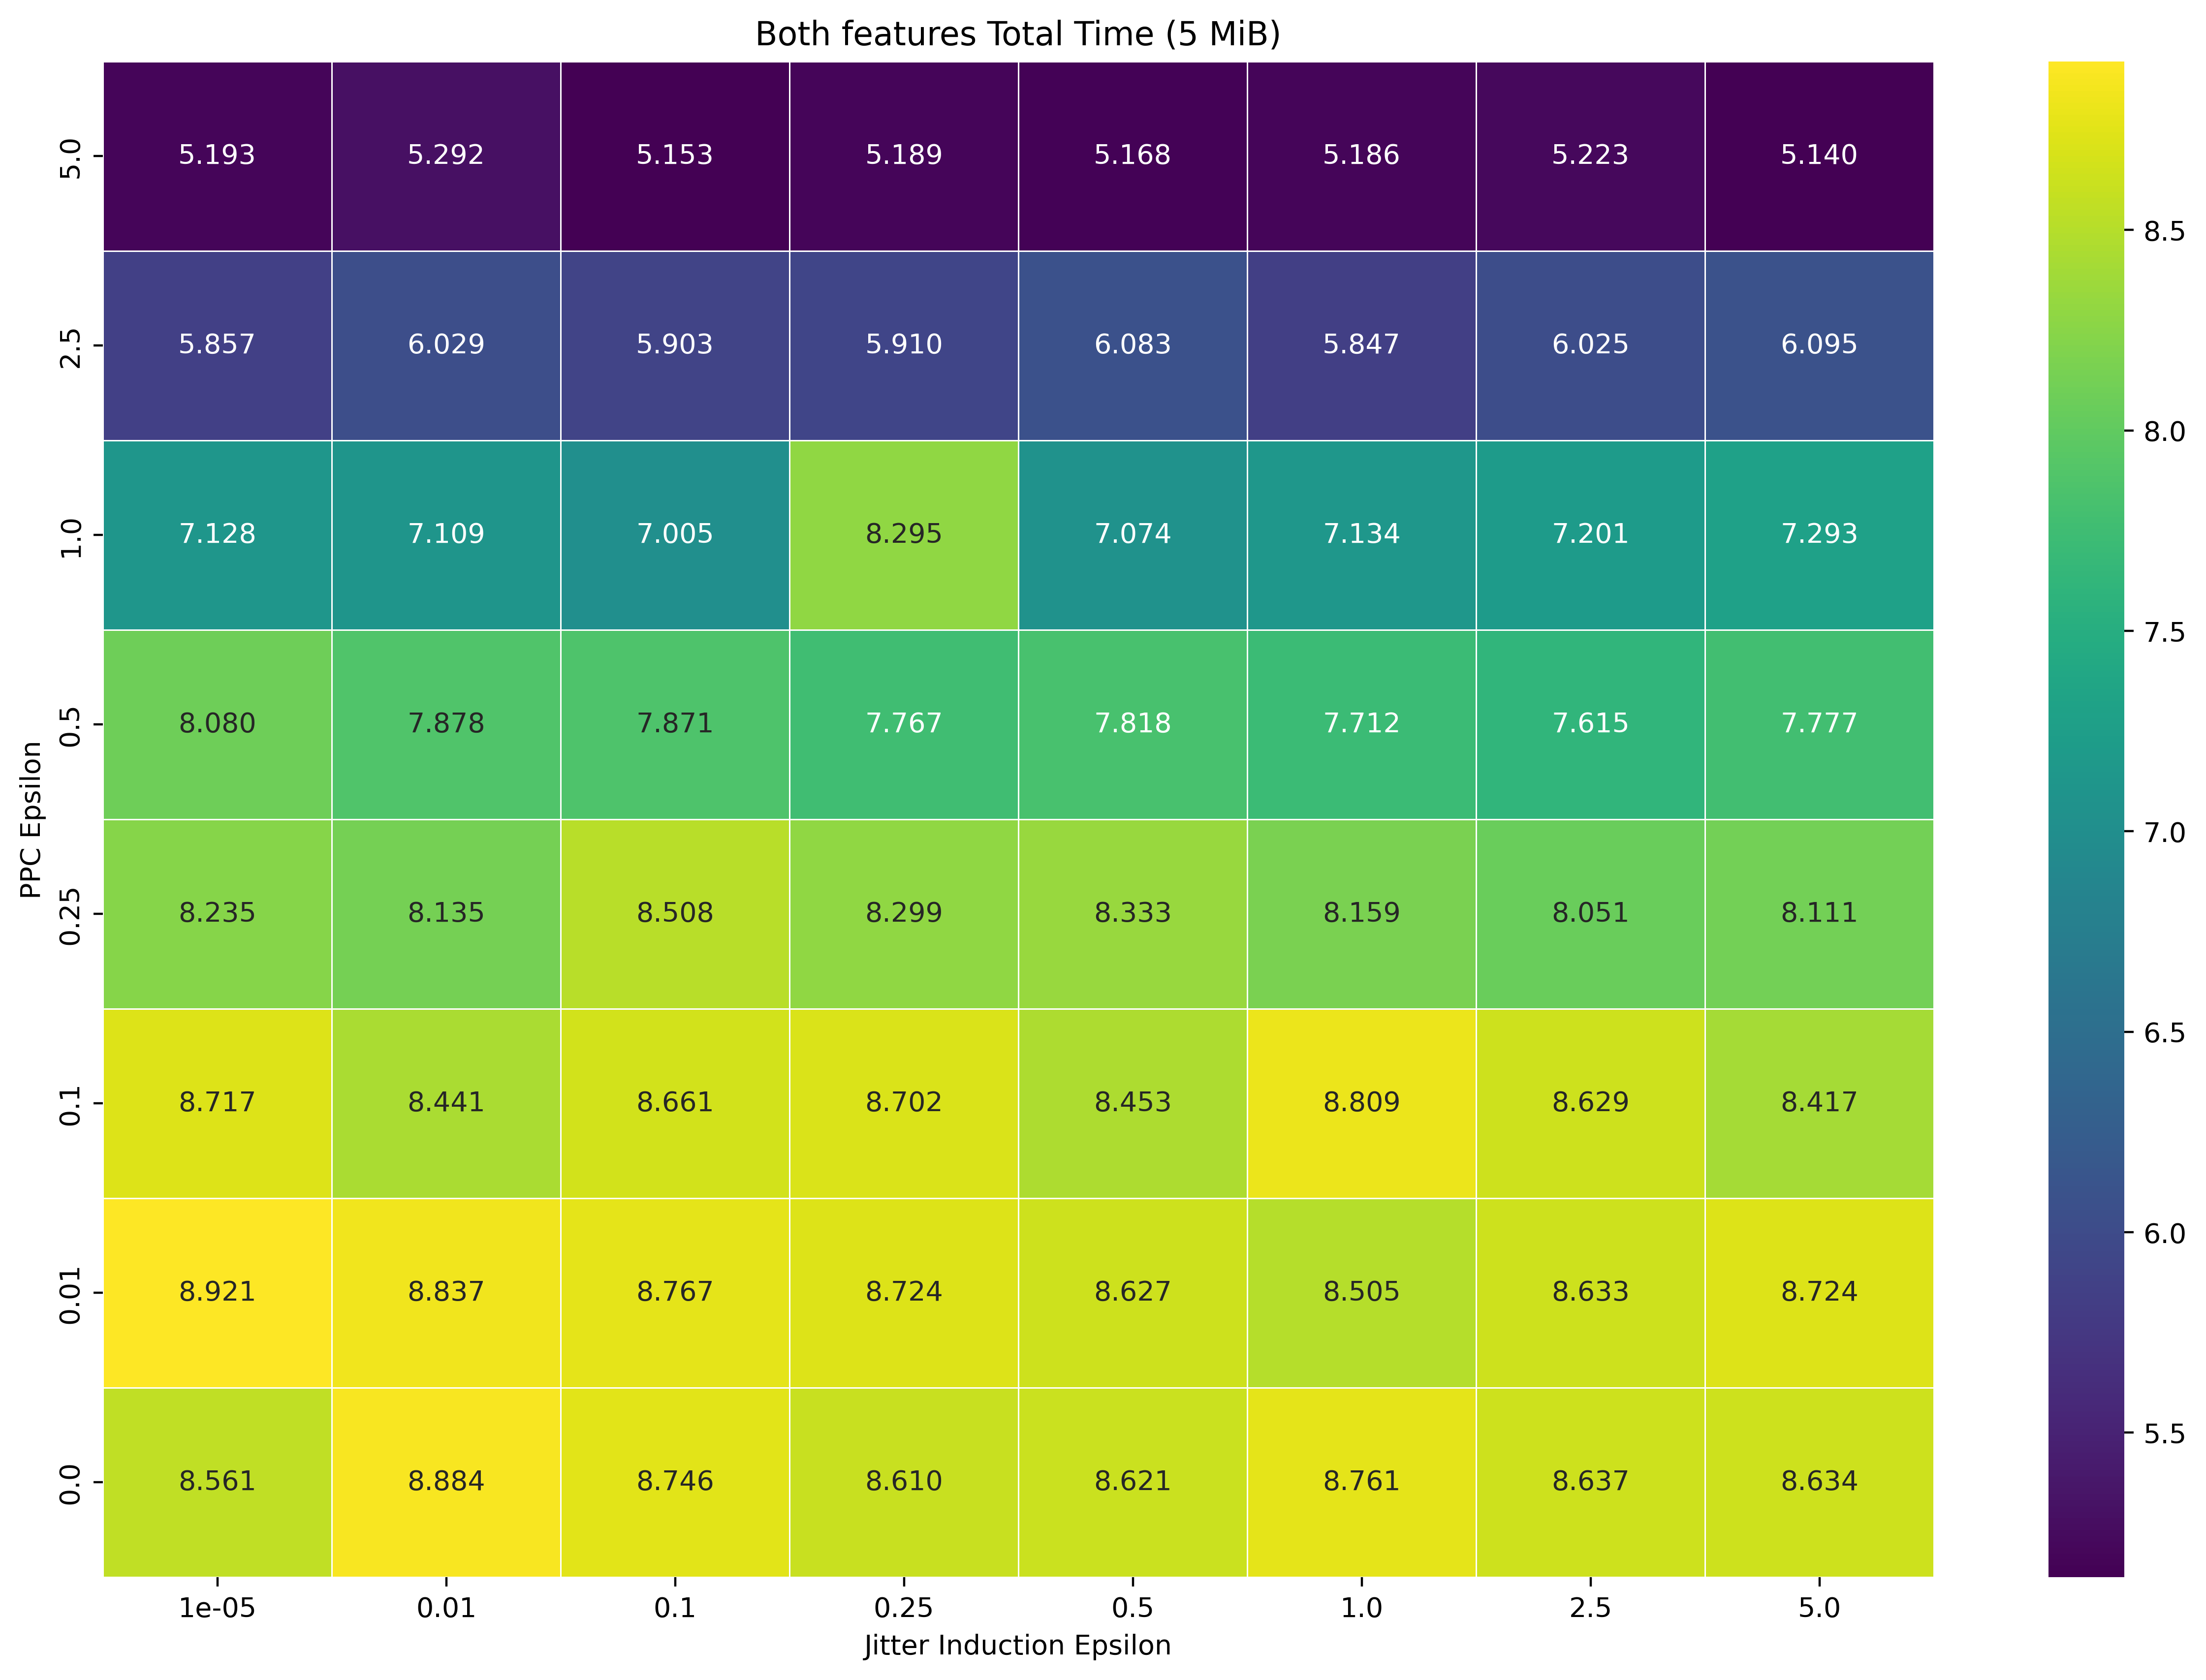 Both features Total Time (5 MiB)
5.0 5.193 5.292 5.153 5.189 5.168 5.186 5.223 5.140
2.5 5.857 6.029 5.903 5.910 6.083 5.847 6.025 6.095
1.0 7.128 7.109 7.005 8.295 7.074 7.134 7.201 7.293
0.5 8.080 7.878 7.871 7.767 7.818 7.712 7.615 7.777
0.25 8.235 8.135 8.508 8.299 8.333 8.159 8.051 8.111
0.1 8.717 8.441 8.661 8.702 8.453 8.809 8.629 8.417
0.01 8.921 8.837 8.767 8.724 8.627 8.505 8.633 8.724
0.0 8.561 8.884 8.746 8.610 8.621 8.761 8.637 8.634
1e-05 0.01 0.1 0.25 0.5 1.0 2.5 5.0
Jitter Induction Epsilon
PPC Epsilon
8.5
8.0
7.5
7.0
6.5
6.0
5.5